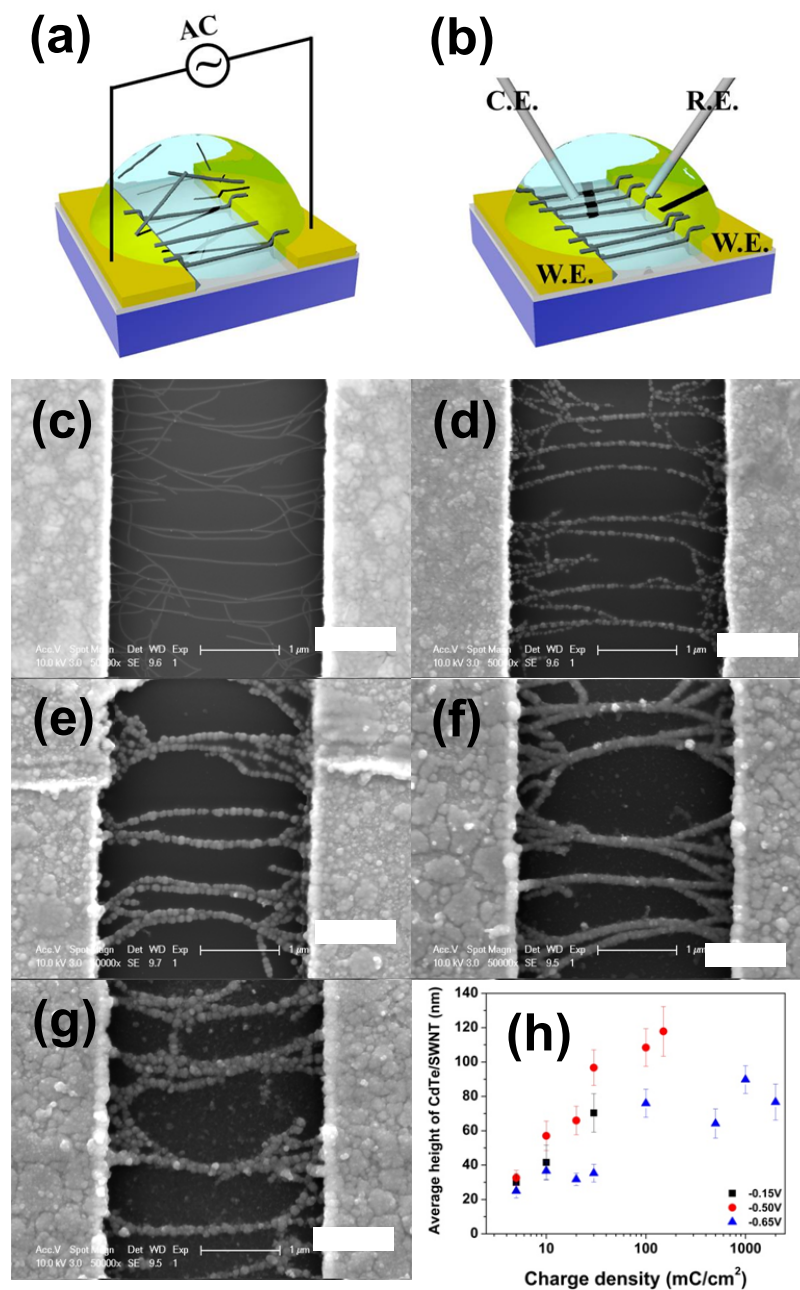 (a)
AC
(b)
C.E.
R.E.
W.E.
W.E.
(c)
Acc.V Spot Magn Det WD Exp
10.0 kV 3.0 50000x SE 9.6 1
1 μm
(d)
Acc.V Spot Magn Det WD Exp
10.0 kV 3.0 50000x SE 9.6 1
1 μm
(e)
Acc.V Spot Magn Det WD Exp
10.0 kV 3.0 50000x SE 9.7 1
1 μm
(f)
Acc.V Spot Magn Det WD Exp
10.0 kV 3.0 50000x SE 9.5 1
1 μm
(g)
Acc.V Spot Magn Det WD Exp
10.0 kV 3.0 50000x SE 9.5 1
1 μm
(h)
Average height of CdTe/SWNT (nm)
140
120
100
80
60
40
20
0
10
100
1000
-0.15V
-0.50V
-0.65V
Charge density (mC/cm²)